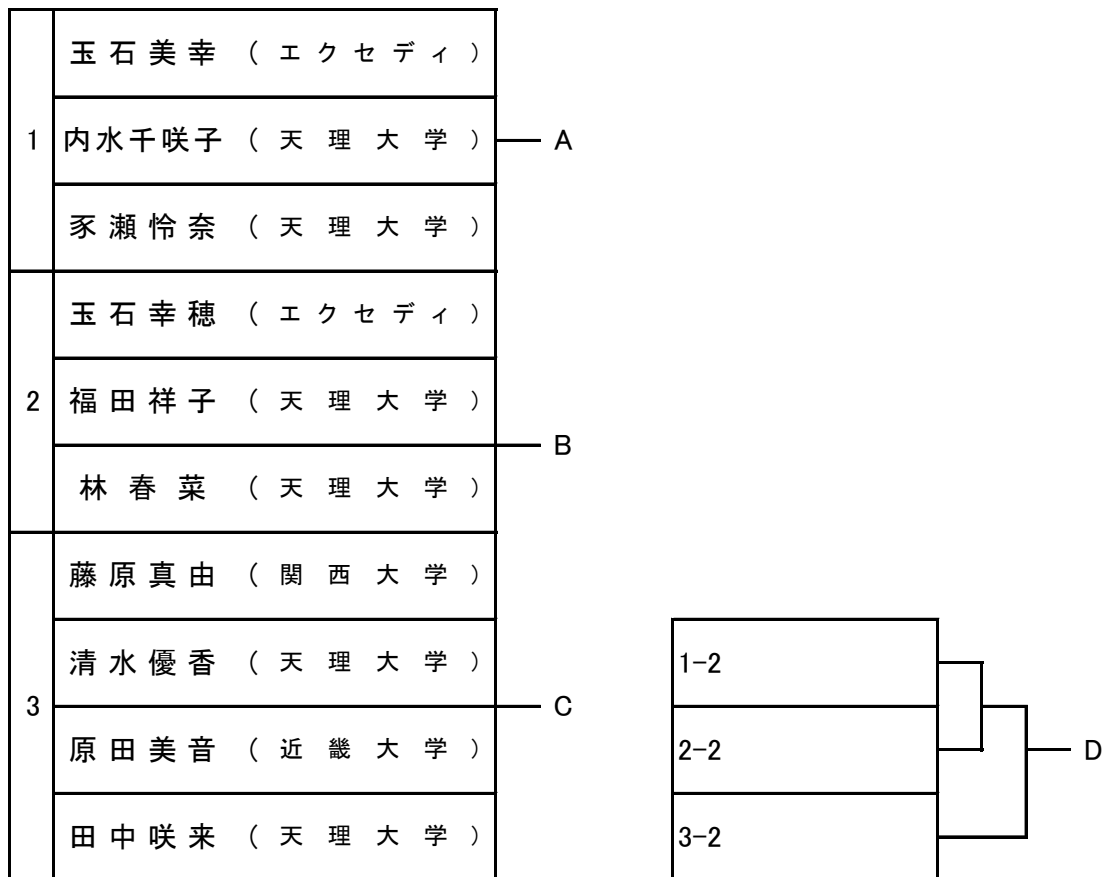 玉石美幸 (エクセディ)
1 内水千咲子 (天理大学) A
豕瀬怜奈 (天理大学)
玉石幸穂 (エクセディ)
2 福田祥子 (天理大学)
B
林春菜 (天理大学)
藤原真由 (関西大学)
清水優香 (天理大学) 1-2
3 C
原田美音 (近畿大学) 2-2 D
田中咲来 (天理大学) 3-2